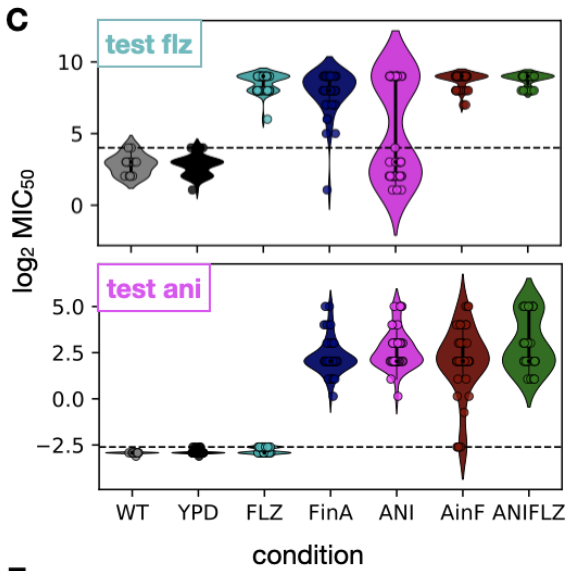 C
test flz
10
5
0
log₂ MIC₅₀
test ani
5.0
2.5
0.0
−2.5
WT YPD FLZ FinA ANI AinF ANIFLZ
condition